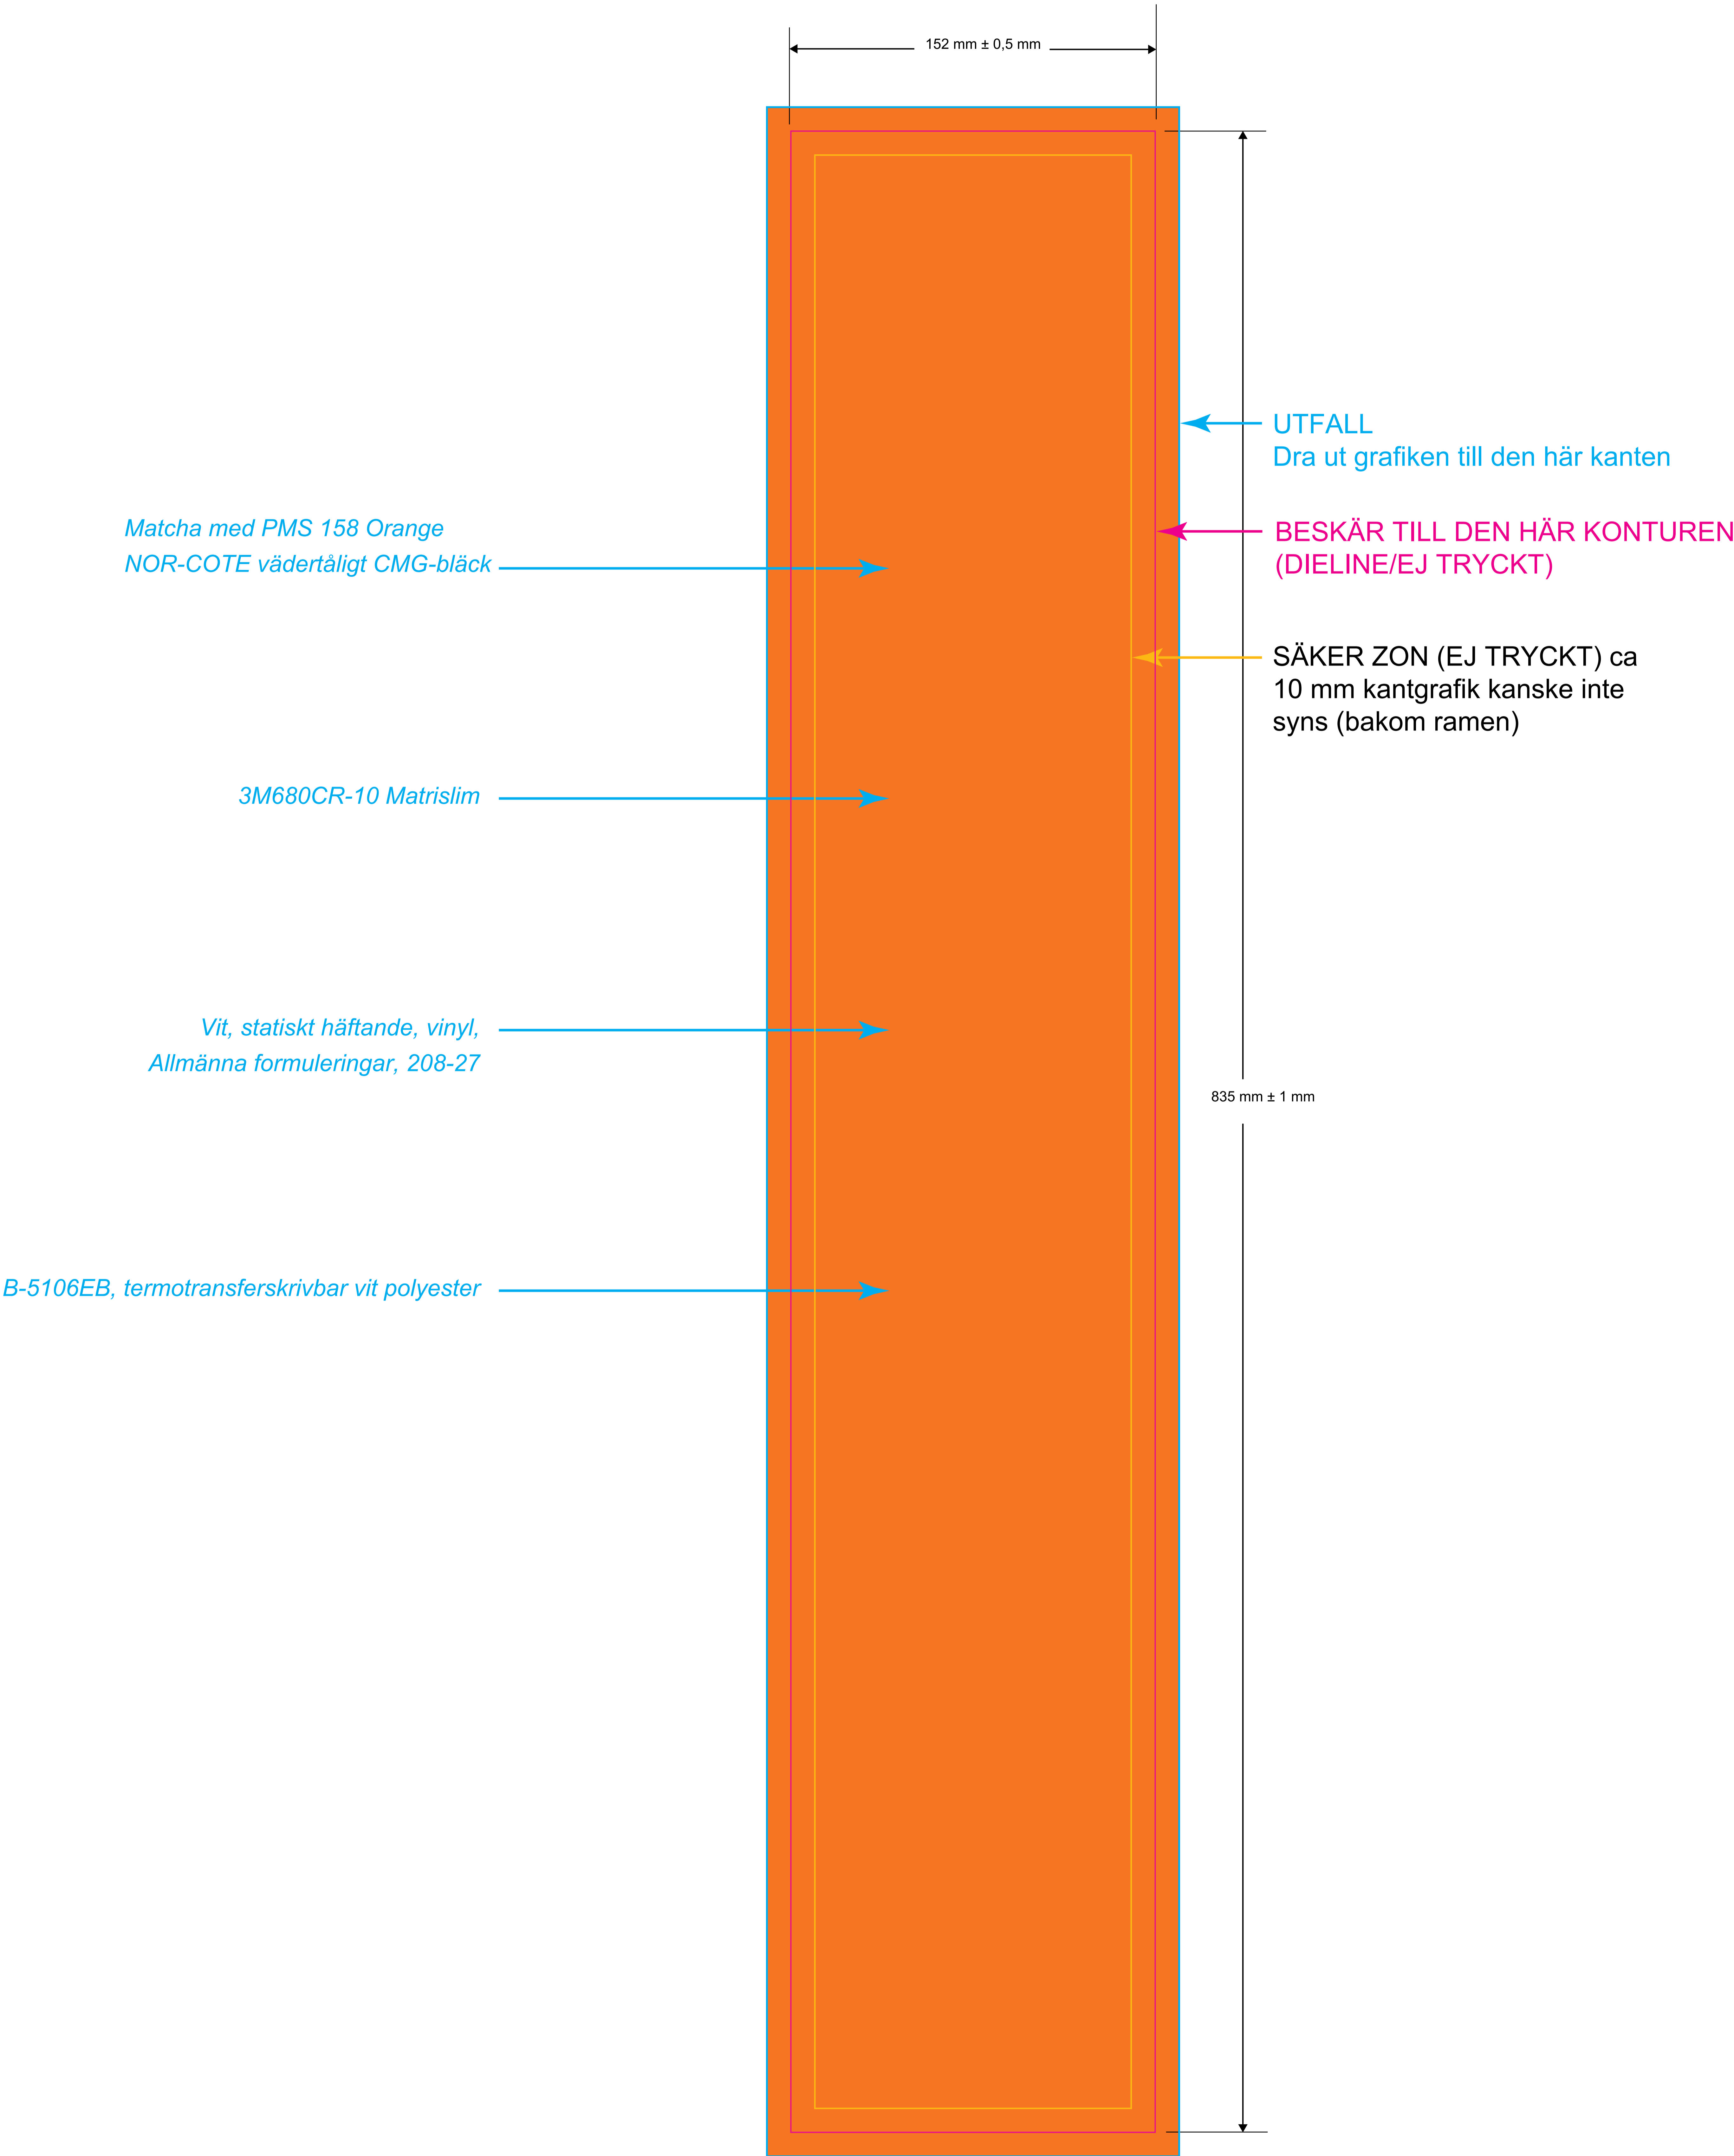 152 mm ± 0,5 mm
UTFALL
Dra ut grafiken till den här kanten
Matcha med PMS 158 Orange
NOR-COTE vädertåligt CMG-bläck
BESKÄR TILL DEN HÄR KONTUREN
(DIELINE/EJ TRYCKT)
SÄKER ZON (EJ TRYCKT) ca
10 mm kantgrafik kanske inte
syns (bakom ramen)
3M680CR-10 Matrislim
Vit, statiskt häftande, vinyl,
Allmänna formuleringar, 208-27
835 mm ± 1 mm
B-5106EB, termotransferskrivbar vit polyester